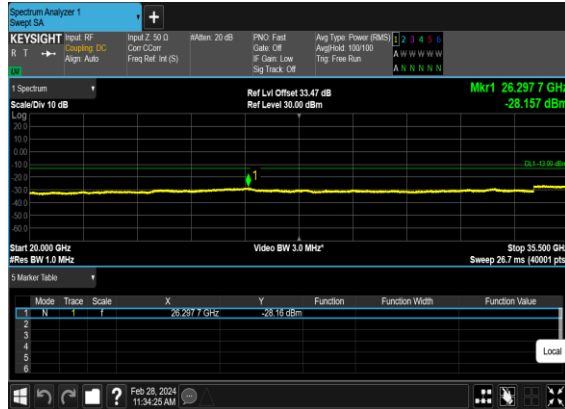 Spectrum Analyzer 1
Swept SA
+
KEYSIGHT Input: RF Input Z: 50 Ω #Atten: 20 dB PNO: Fast Avg Type: Power (RMS) 1 2 3 4 5 6
R T Coupling: DC Corr CCorr Gate: Off Avg|Hold: 100/100 A W W W W W
Align: Auto Freq Ref: Int (S) IF Gain: Low Trig: Free Run
Sig Track: Off A N N N N N
1 Spectrum Ref Lvl Offset 33.47 dB Mkr1 26.297 7 GHz
Scale/Div 10 dB Ref Level 30.00 dBm -28.157 dBm
Log
20.0
10.0
0.00
-10.0
DL1 -13.00 dBm
1
-20.0
-30.0
-40.0
-50.0
-60.0
Start 20.000 GHz Video BW 3.0 MHz* Stop 35.500 GHz
#Res BW 1.0 MHz Sweep 26.7 ms (40001 pts)
5 Marker Table
Mode Trace Scale X Y Function Function Width Function Value
1 N 1 f 26.297 7 GHz -28.16 dBm
2
3
4
5
6
Local
? Feb 28, 2024
11:34:25 AM